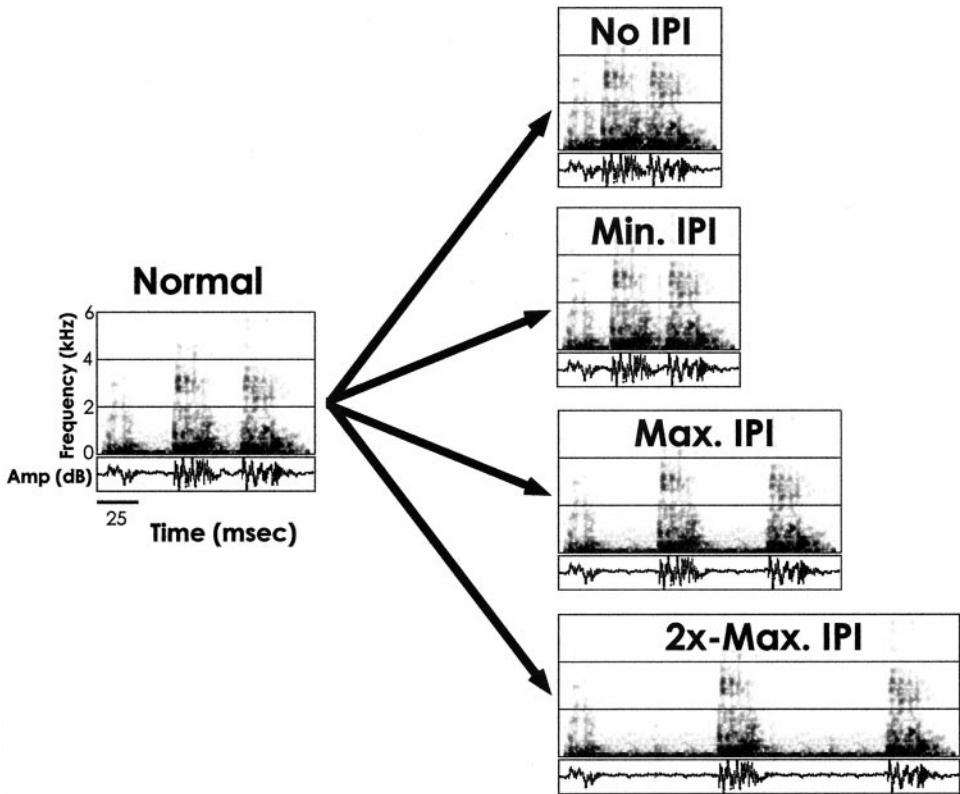 Normal
Frequency (kHz)
6
4
2
0
Amp (dB)
25
Time (msec)
No IPI
Min. IPI
Max. IPI
2x-Max. IPI